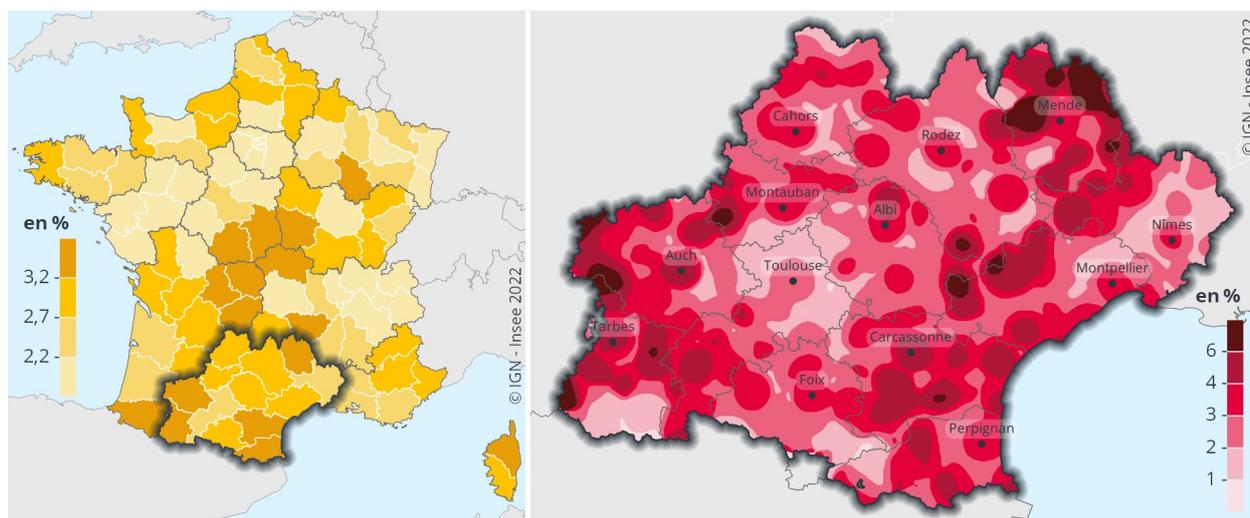 en %
3,2
2,7
2,2
© IGN - Insee 2022
© IGN - Insee 2022
Mende
Cahors
Rodez
Montauban
Albi
Nîmes
Auch
Toulouse
Montpellier
en %
Tarbes
Carcassonne
Foix
Perpignan
6
4
3
2
1